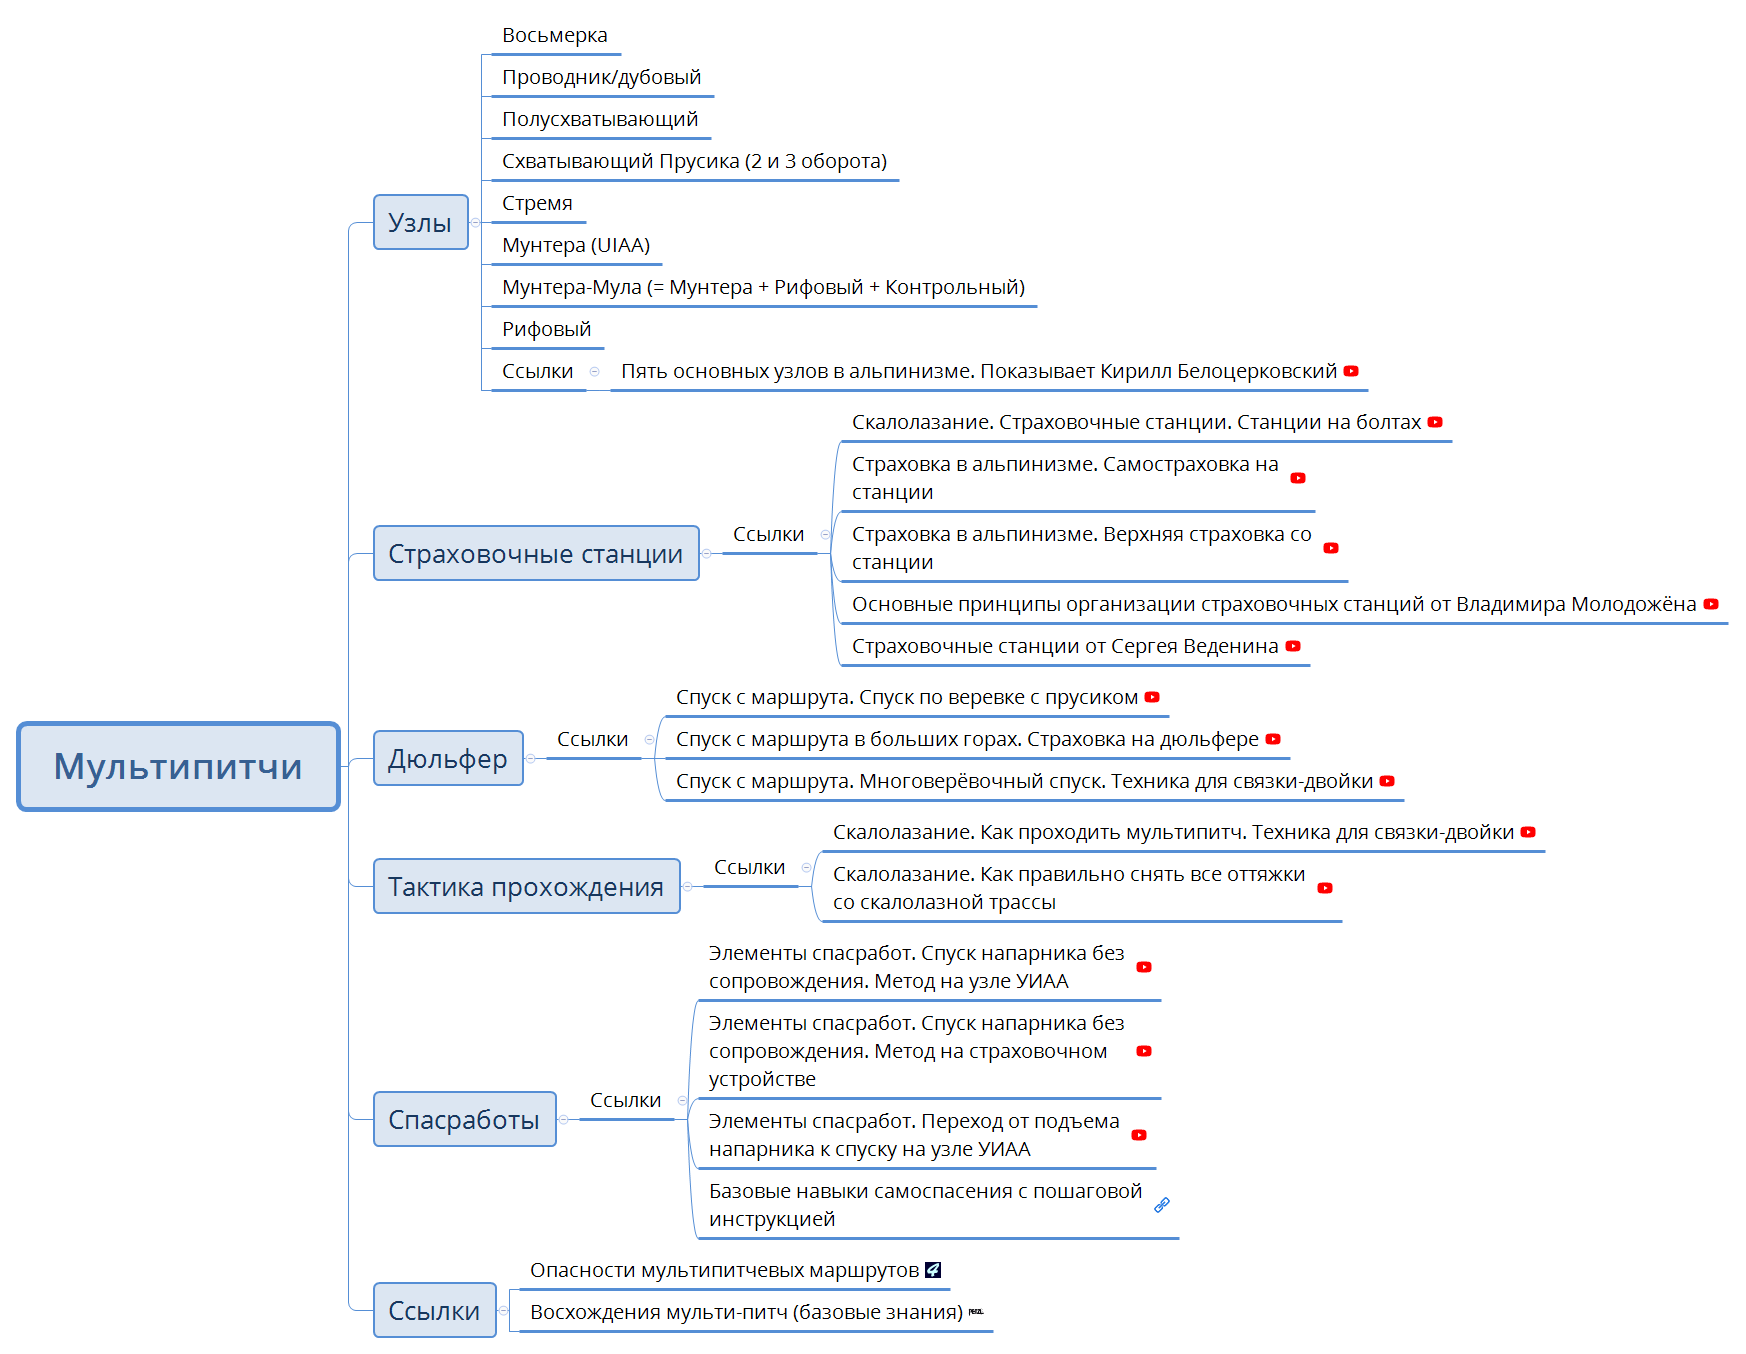 Мультипитчи
Узлы
Восьмерка
Проводник/дубовый
Полусхватывающий
Схватывающий Прусика (2 и 3 оборота)
Стремя
Мунтера (UIAA)
Мунтера-Мула (= Мунтера + Рифовый + Контрольный)
Рифовый
Ссылки
Пять основных узлов в альпинизме. Показывает Кирилл Белоцерковский
Страховочные станции
Ссылки
Скалолазание. Страховочные станции. Станции на болтах
Страховка в альпинизме. Самостраховка на
станции
Страховка в альпинизме. Верхняя страховка со
станции
Основные принципы организации страховочных станций от Владимира Молодожёна
Страховочные станции от Сергея Веденина
Дюльфер
Ссылки
Спуск с маршрута. Спуск по веревке с прусиком
Спуск с маршрута в больших горах. Страховка на дюльфере
Спуск с маршрута. Многоверёвочный спуск. Техника для связки-двойки
Тактика прохождения
Ссылки
Скалолазание. Как проходить мультипитч. Техника для связки-двойки
Скалолазание. Как правильно снять все оттяжки
со скалолазной трассы
Спасработы
Ссылки
Элементы спасработ. Спуск напарника без
сопровождения. Метод на узле УИАА
Элементы спасработ. Спуск напарника без
сопровождения. Метод на страховочном
устройстве
Элементы спасработ. Переход от подъема
напарника к спуску на узле УИАА
Базовые навыки самоспасения с пошаговой
инструкцией
Ссылки
Опасности мультипитчевых маршрутов
Восхождения мульти-питч (базовые знания)